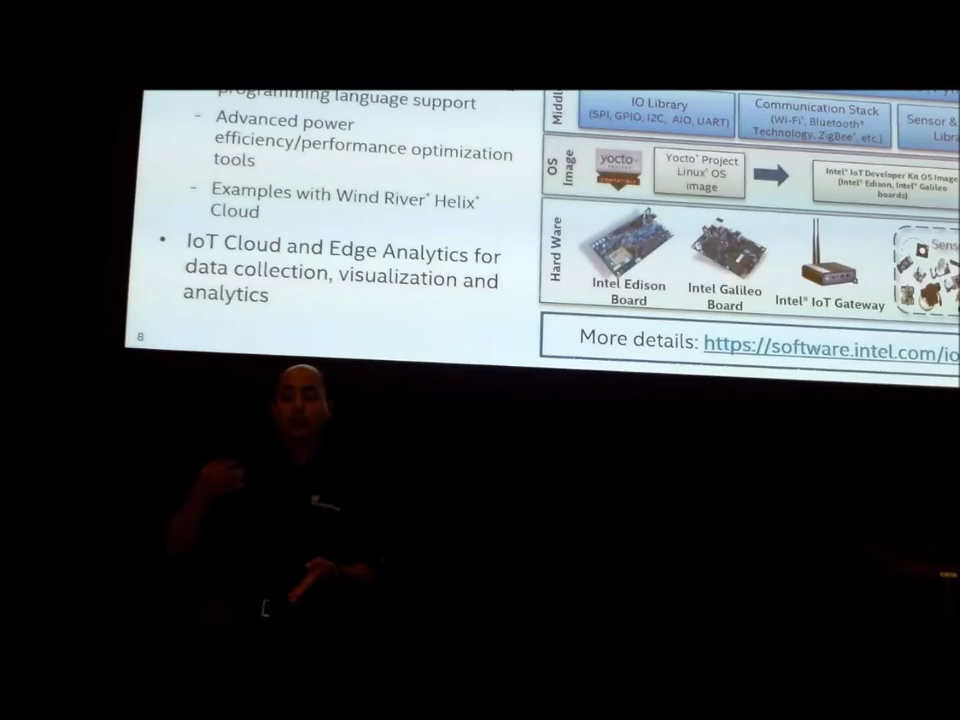 programming language support
- Advanced power
efficiency/performance optimization
tools
- Examples with Wind River* Helix*
Cloud
• IoT Cloud and Edge Analytics for
data collection, visualization and
analytics
8
IO Library
(SPI, GPIO, I2C, AIO, UART)
Communication Stack
(Wi-Fi*, Bluetooth*
Technology, ZigBee*, etc.)
Sensor &
OS
Image
yocto
PROJECT
COMPATIBLE
Yocto* Project
Linux* OS
image
Intel® IoT Developer Kit OS Image
(Intel® Edison, Intel® Galileo
boards)
Hard Ware
Intel Edison
Board
Intel Galileo
Board
Intel® IoT Gateway
More details: https://software.intel.com/io